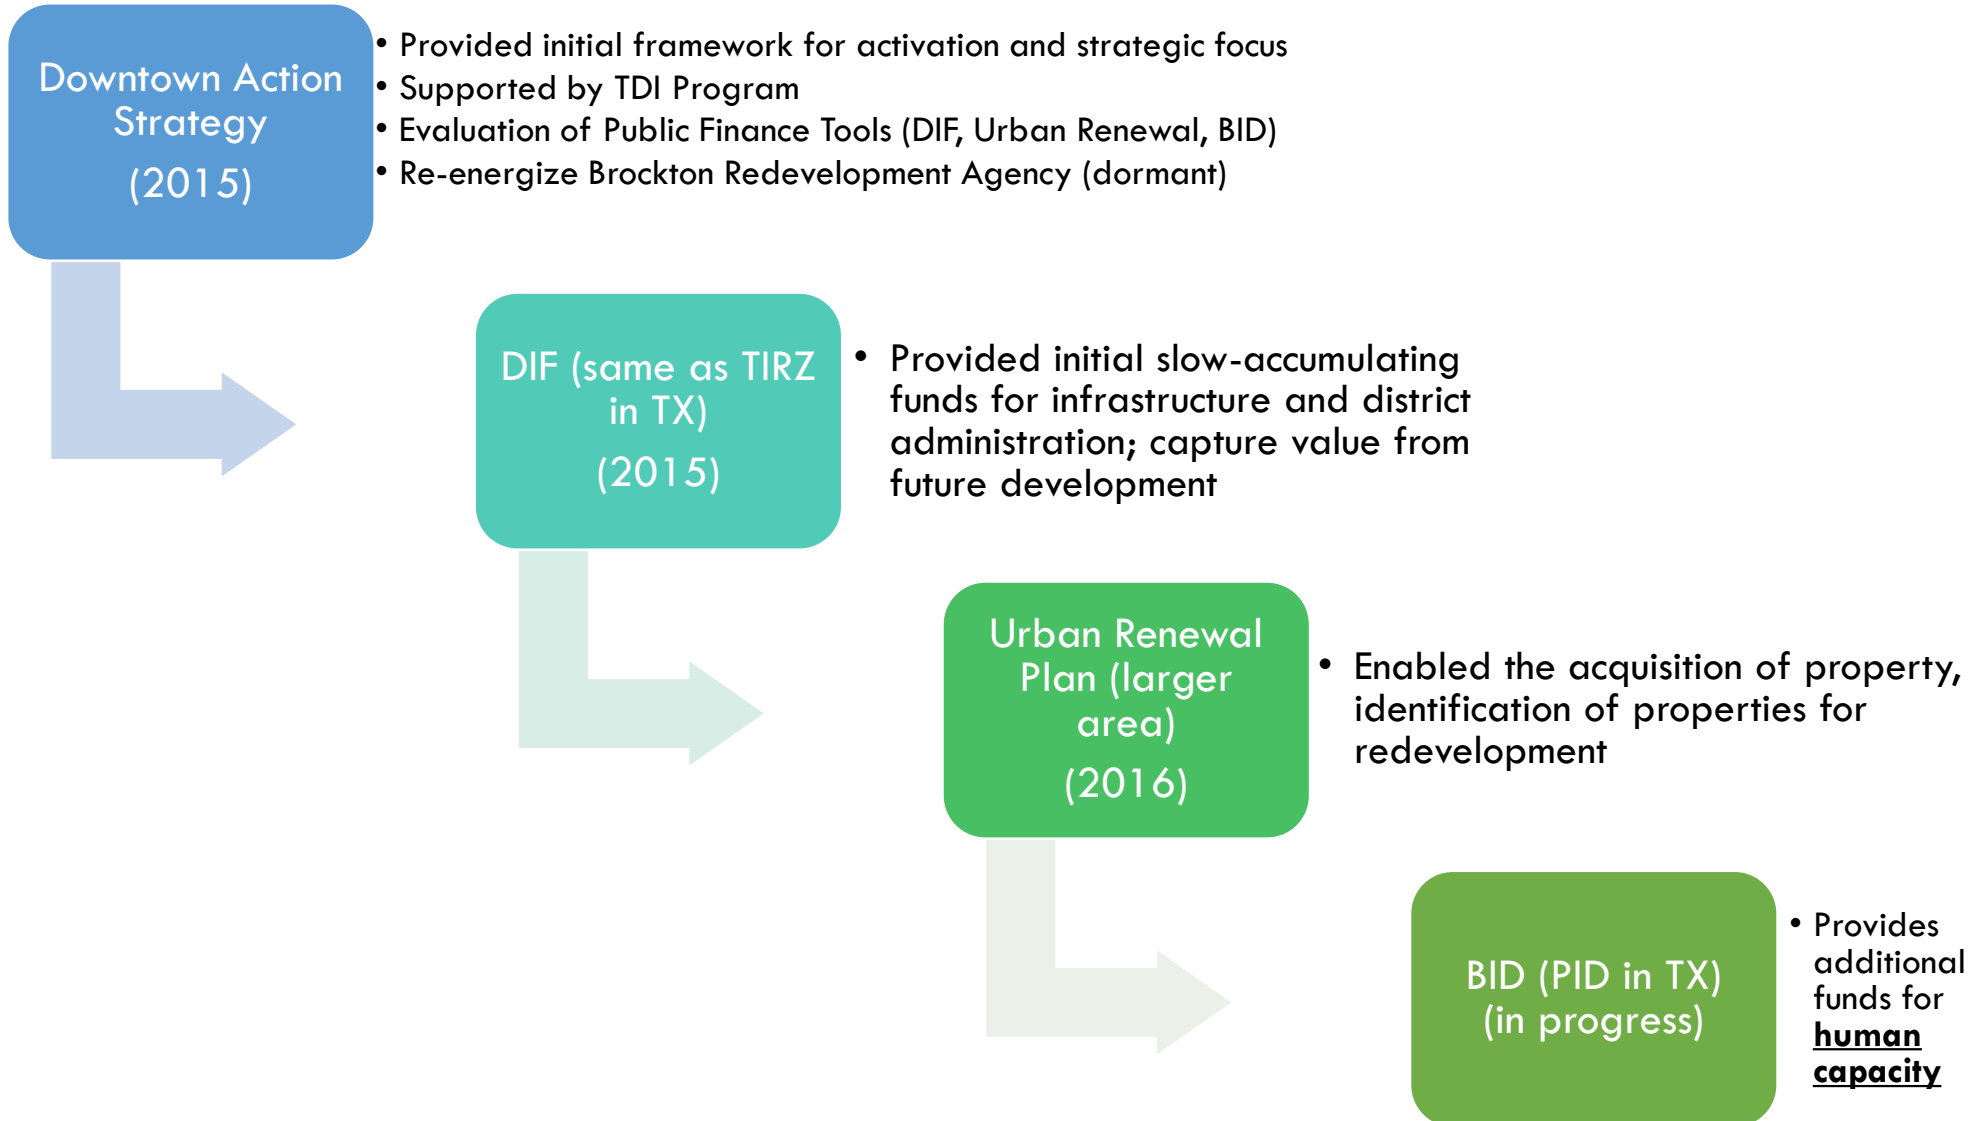 Downtown Action
Strategy
(2015)
• Provided initial framework for activation and strategic focus
• Supported by TDI Program
• Evaluation of Public Finance Tools (DIF, Urban Renewal, BID)
• Re-energize Brockton Redevelopment Agency (dormant)
DIF (same as TIRZ
in TX)
(2015)
• Provided initial slow-accumulating
funds for infrastructure and district
administration; capture value from
future development
Urban Renewal
Plan (larger
area)
(2016)
• Enabled the acquisition of property,
identification of properties for
redevelopment
BID (PID in TX)
(in progress)
• Provides
additional
funds for
human
capacity